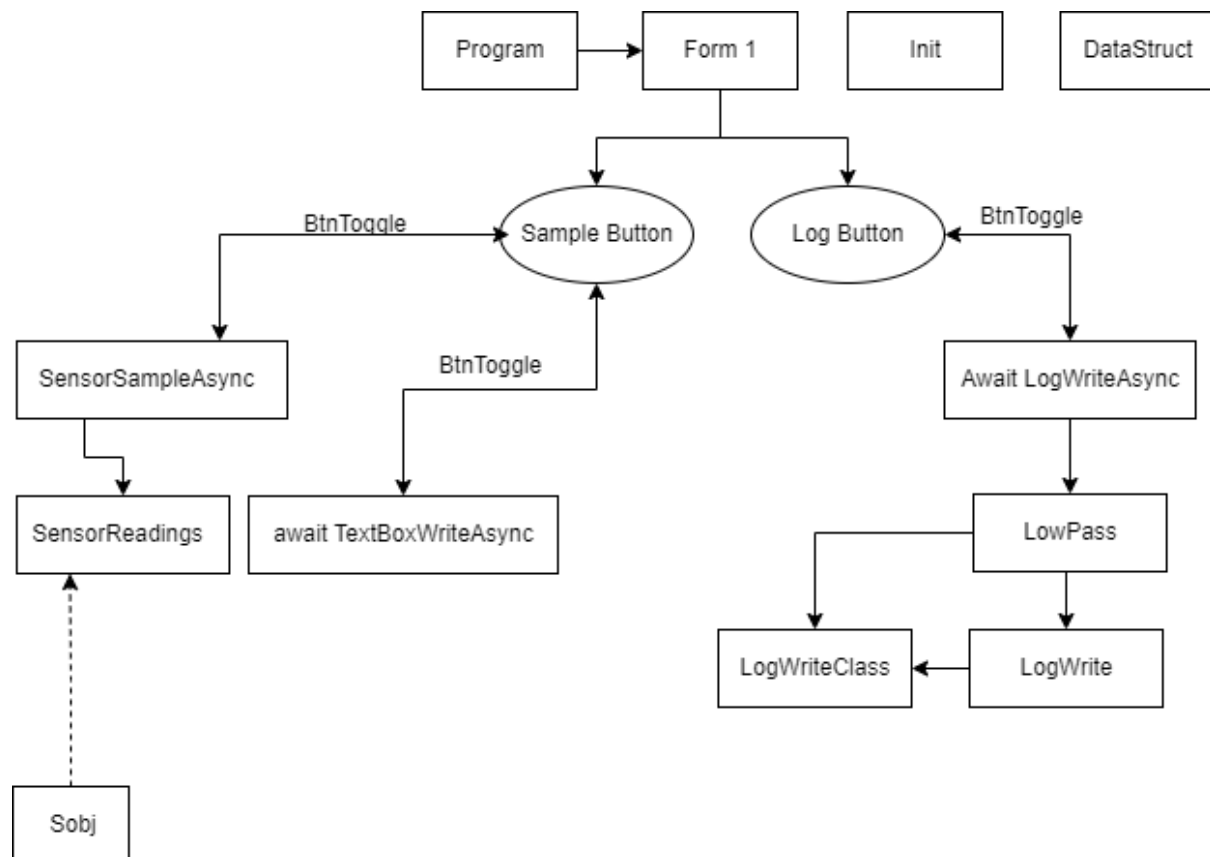 Program
Form 1
Init
DataStruct
BtnToggle
Sample Button
Log Button
BtnToggle
SensorSampleAsync
BtnToggle
Await LogWriteAsync
SensorReadings
await TextBoxWriteAsync
LowPass
LogWriteClass
LogWrite
Sobj